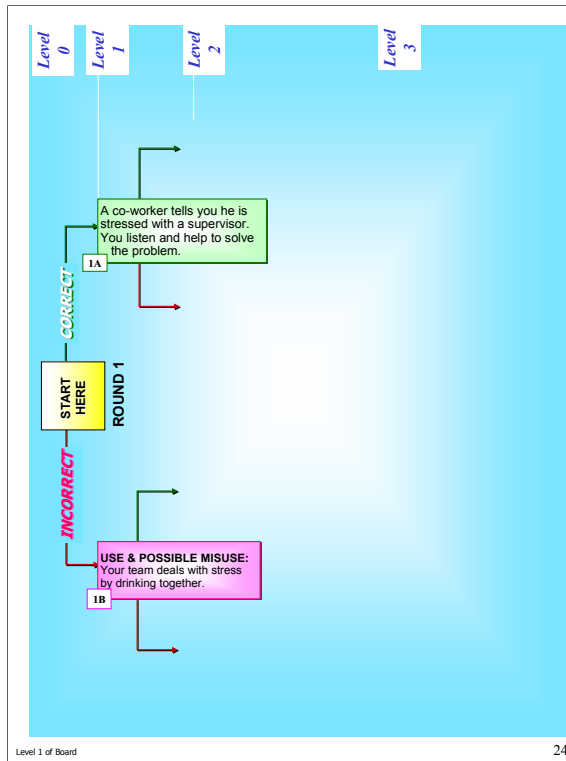 Level
0
Level
1
Level
2
Level
3
A co-worker tells you he is
stressed with a supervisor.
You listen and help to solve
the problem.
1A
CORRECT
START
HERE
ROUND 1
INCORRECT
USE & POSSIBLE MISUSE:
Your team deals with stress
by drinking together.
1B
Level 1 of Board
24